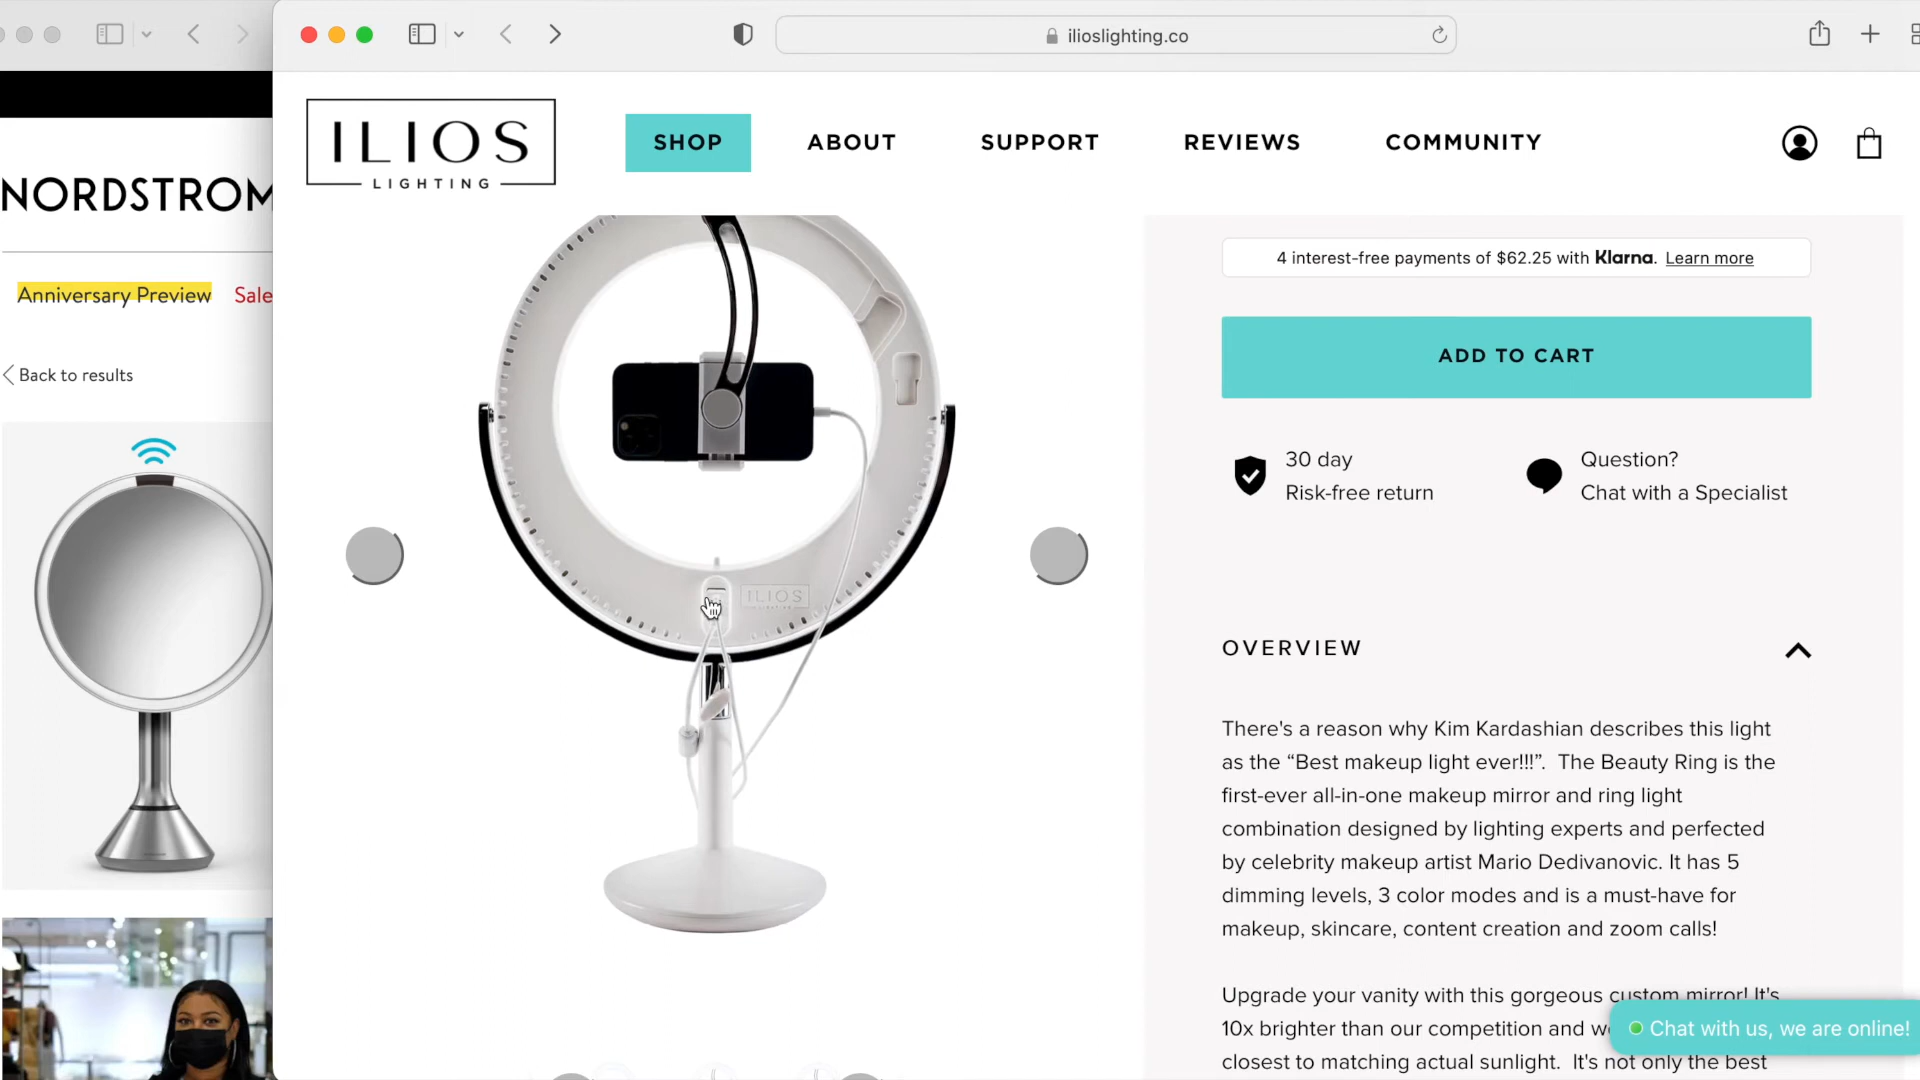 ilioslighting.co
ILIOS
LIGHTING
SHOP
ABOUT
SUPPORT
REVIEWS
COMMUNITY
NORDSTROM
Anniversary Preview
Sale
Back to results
ILIOS
4 interest-free payments of $62.25 with Klarna. Learn more
ADD TO CART
30 day
Risk-free return
Question?
Chat with a Specialist
OVERVIEW
There's a reason why Kim Kardashian describes this light
as the “Best makeup light ever!!!”. The Beauty Ring is the
first-ever all-in-one makeup mirror and ring light
combination designed by lighting experts and perfected
by celebrity makeup artist Mario Dedivanovic. It has 5
dimming levels, 3 color modes and is a must-have for
makeup, skincare, content creation and zoom calls!
Upgrade your vanity with this gorgeous custom mirror! It's
10x brighter than our competition and
closest to matching actual sunlight. It's not only the best
Chat with us, we are online!